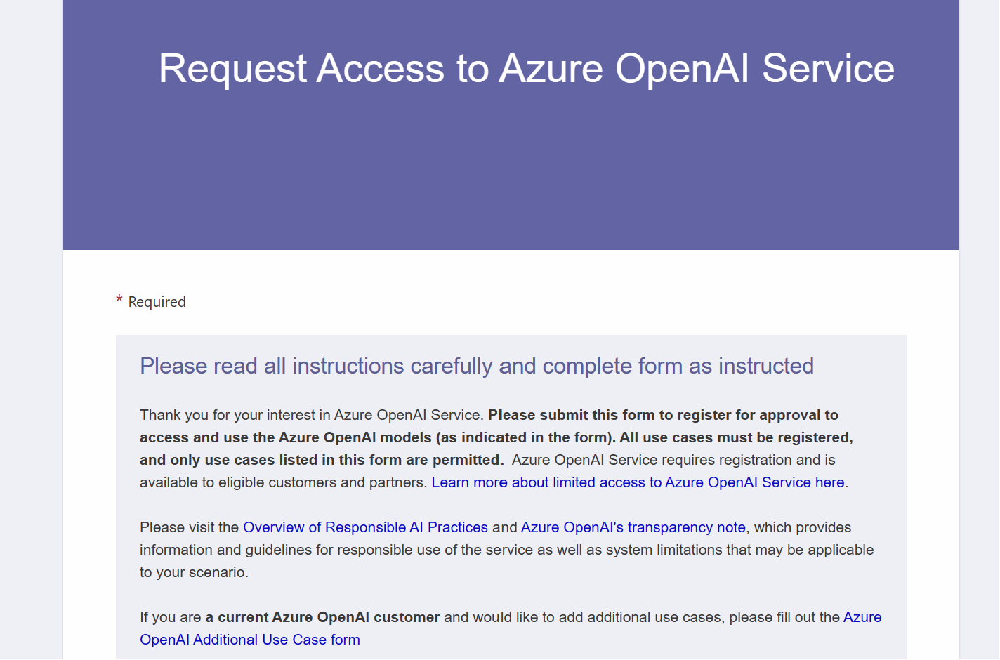 Request Access to Azure OpenAI Service
* Required
Please read all instructions carefully and complete form as instructed
Thank you for your interest in Azure OpenAI Service. Please submit this form to register for approval to
access and use the Azure OpenAI models (as indicated in the form). All use cases must be registered,
and only use cases listed in this form are permitted.  Azure OpenAI Service requires registration and is
available to eligible customers and partners. Learn more about limited access to Azure OpenAI Service here.
Please visit the Overview of Responsible AI Practices and Azure OpenAI's transparency note, which provides
information and guidelines for responsible use of the service as well as system limitations that may be applicable
to your scenario.
If you are a current Azure OpenAI customer and would like to add additional use cases, please fill out the Azure
OpenAI Additional Use Case form